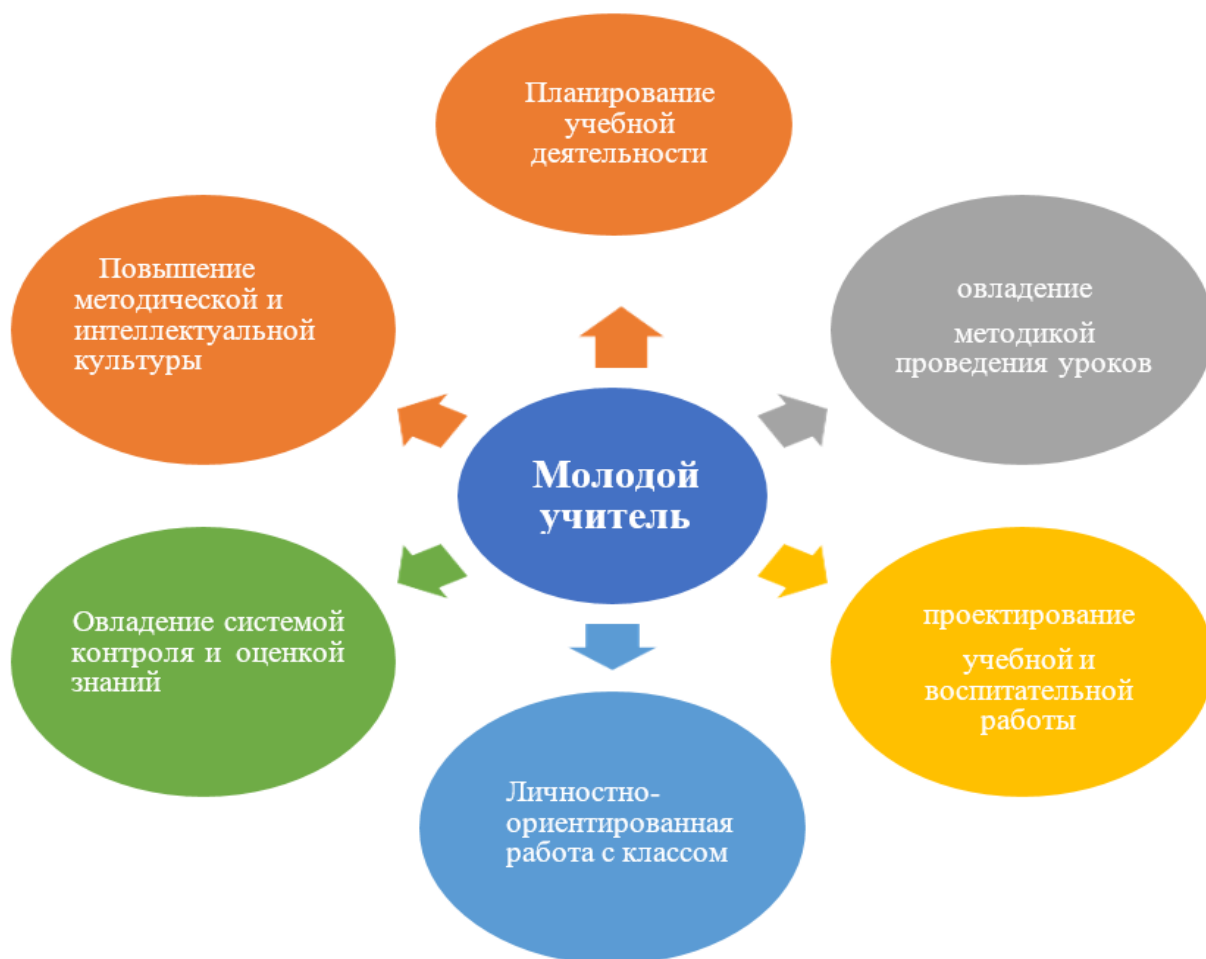 Планирование
учебной
деятельности
Повышение
методической и
интеллектуальной
культуры
овладение
методикой
проведения уроков
Молодой
учитель
Овладение системой
контроля и оценкой
знаний
проектирование
учебной и
воспитательной
работы
Личностно-
ориентированная
работа с классом